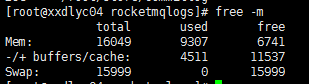 [root@xxdlyc04 rocketmqlogs]# free -m
total used free
Mem: 16049 9307 6741
-/+ buffers/cache: 4511 11537
Swap: 15999 0 15999